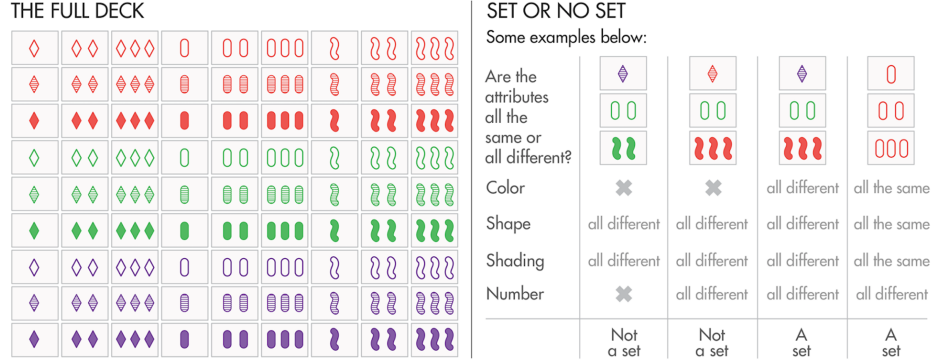 THE FULL DECK
SET OR NO SET
Some examples below:
Are the
attributes
all the
same or
all different?
Color all different all the same
Shape all different all different all different all the same
Shading all different all different all different all the same
Number all different all different all different
Not
a set
Not
a set
A
set
A
set